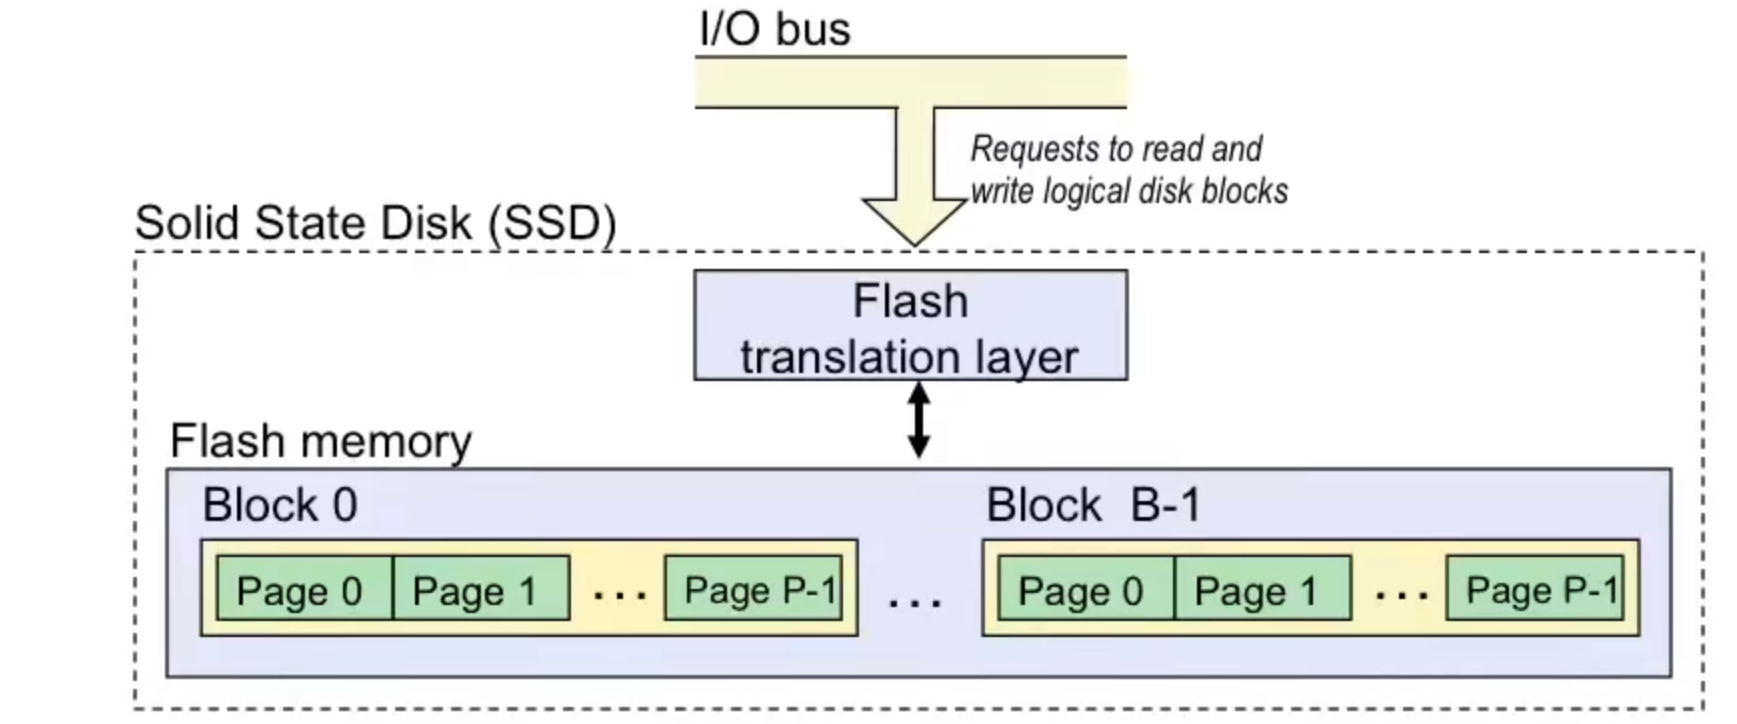 I/O bus
Requests to read and
write logical disk blocks
Solid State Disk (SSD)
Flash
translation layer
Flash memory
Block 0
Block B-1
Page 0 Page 1 ... Page P-1 ... Page 0 Page 1 ... Page P-1